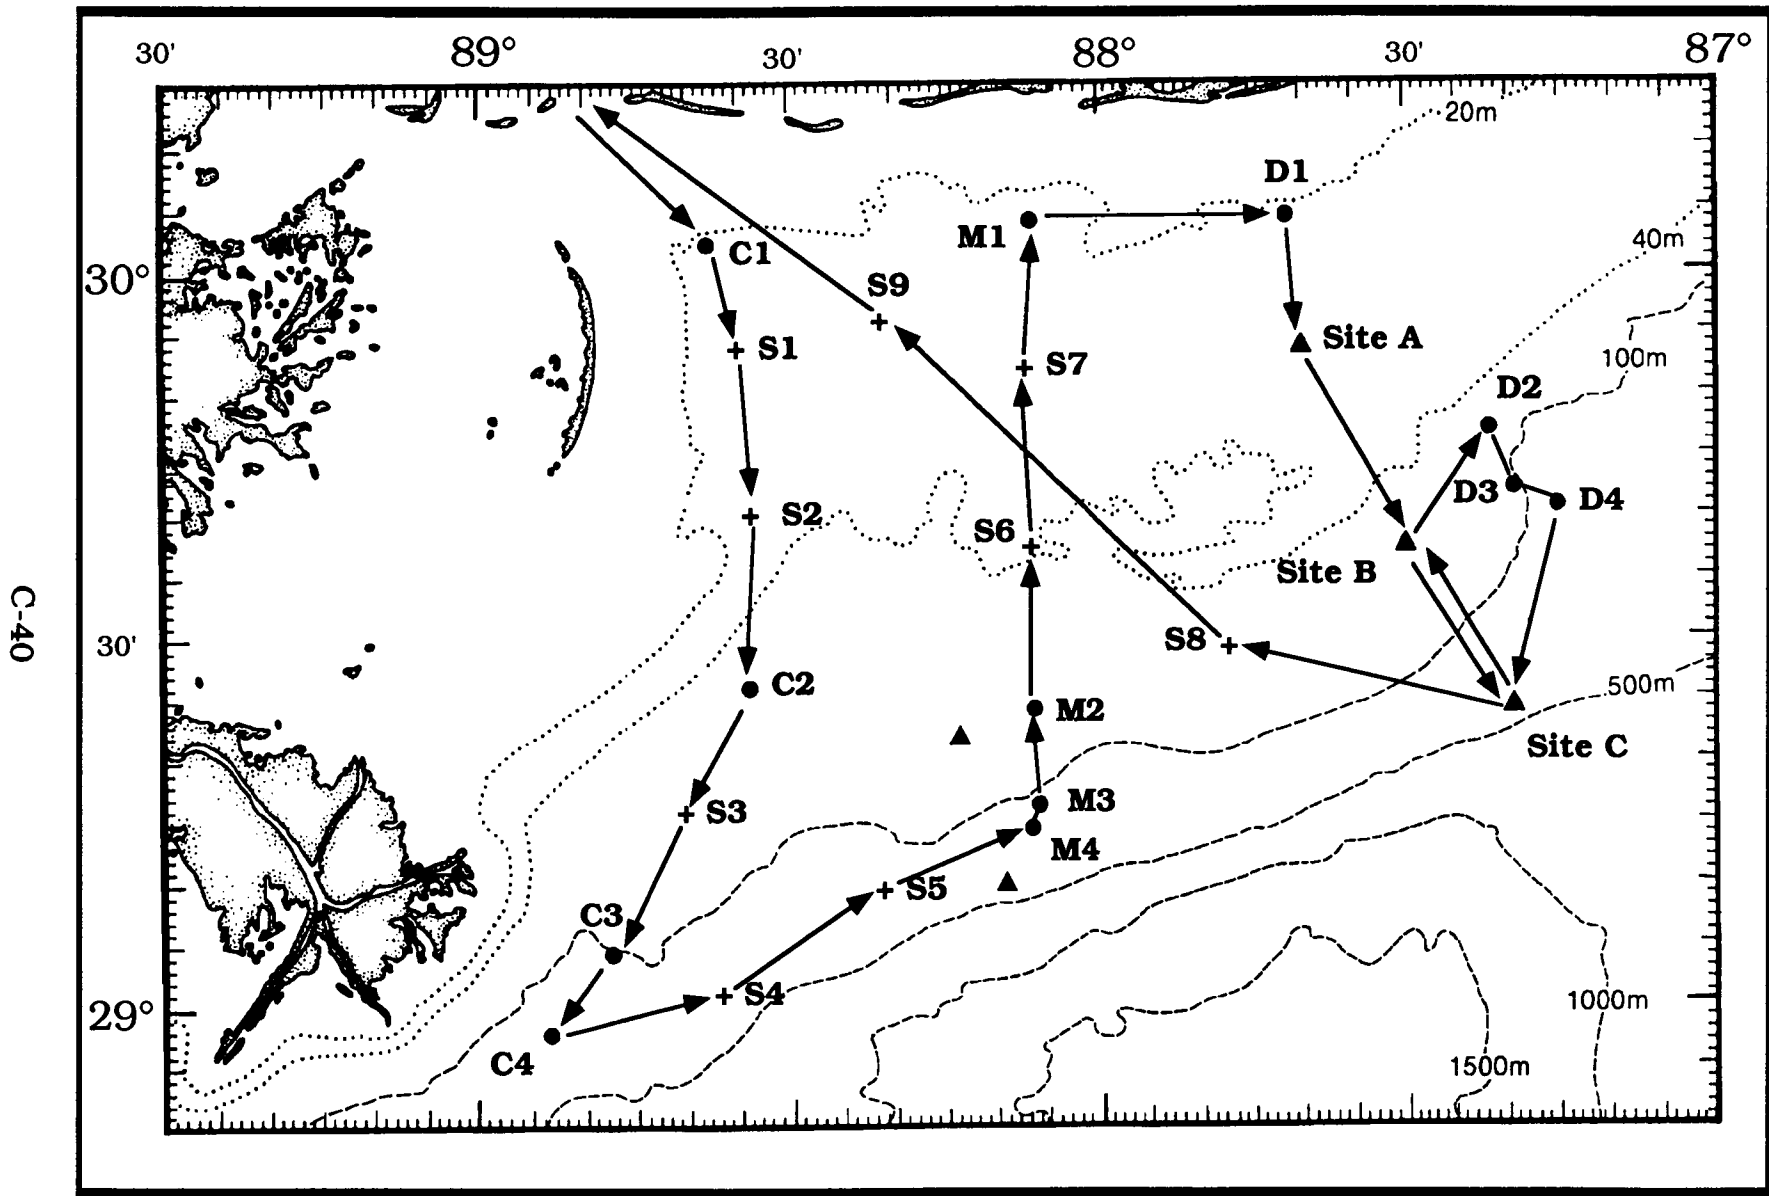 30' 89° 30' 88° 30' 87°
20m
D1
40m
M1
C1
30°
S9
Site A
S1
100m
S7
D2
D3 D4
S2
S6
Site B
C-40
30'
S8
500m
C2
M2
Site C
M3
S3
M4
S5
C3
S4
1000m
29°
C4
1500m